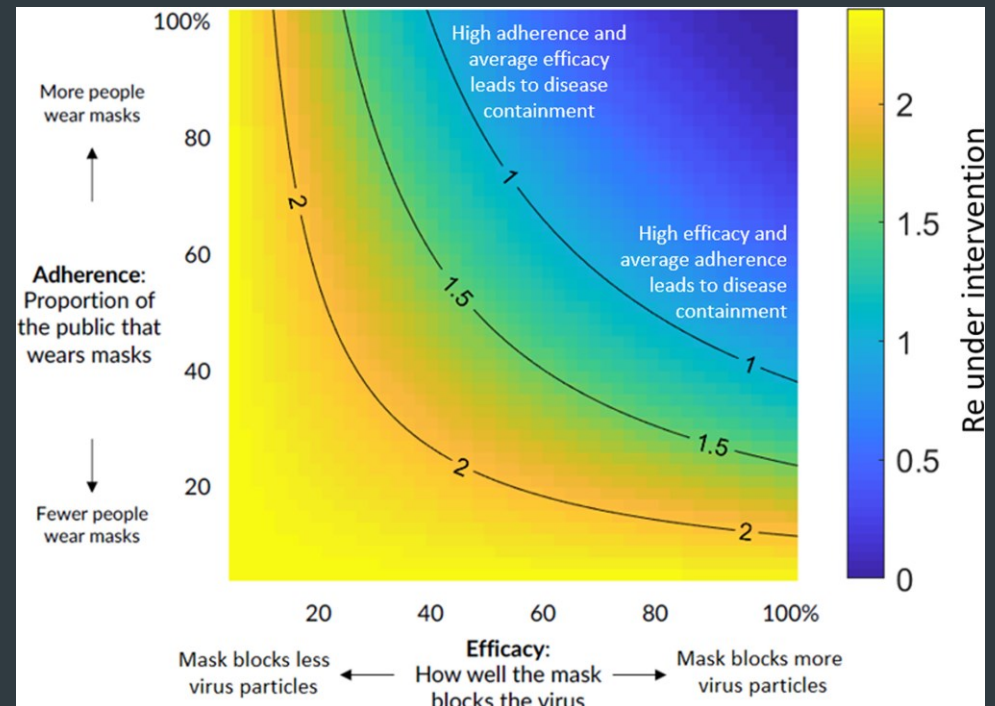 100%
More people
wear masks
80
60
Adherence:
Proportion of
the public that
wears masks
40
20
Fewer people
wear masks
High adherence and
average efficacy
leads to disease
containment
High efficacy and
average adherence
leads to disease
containment
1
1
1.5
1.5
2
2
2
20
40
60
80
100%
Mask blocks less
virus particles
Efficacy:
How well the mask
blocks the virus
Mask blocks more
virus particles
2
1.5
1
0.5
0
Re under intervention